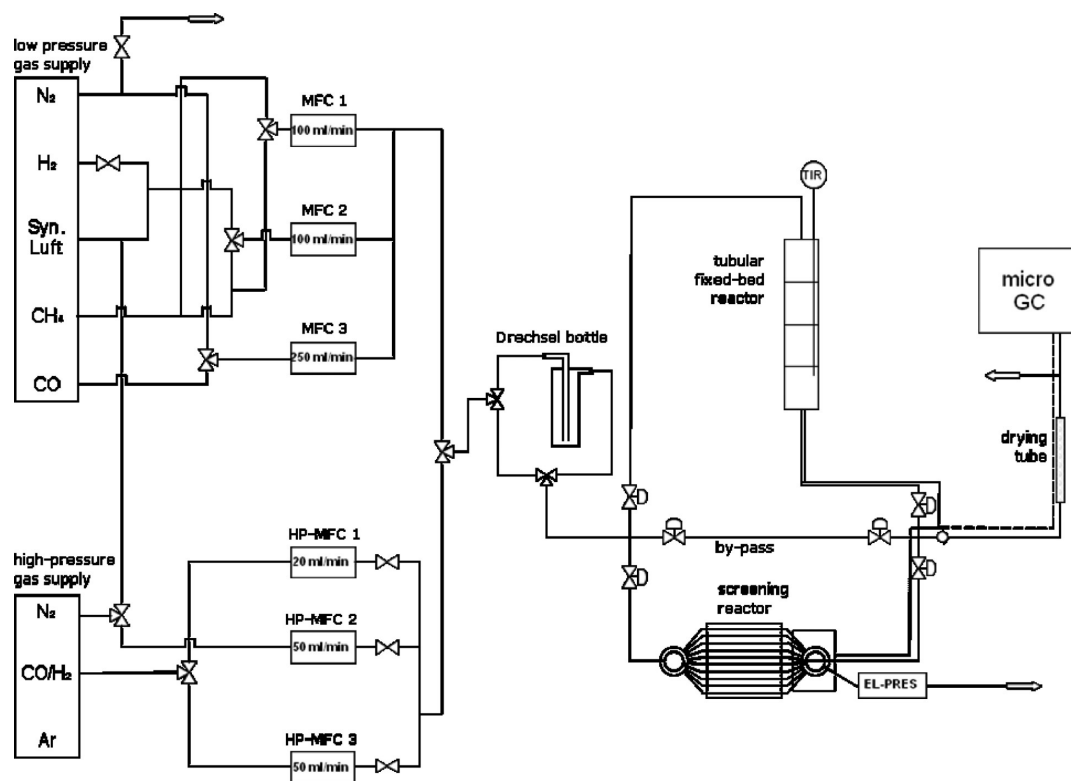 low pressure
gas supply
N₂
H₂
Syn.
Luft
CH₄
CO
MFC 1
100 ml/min
MFC 2
100 ml/min
MFC 3
250 ml/min
high-pressure
gas supply
N₂
CO/H₂
Ar
HP-MFC 1
20 ml/min
HP-MFC 2
50 ml/min
HP-MFC 3
50 ml/min
Drechsel bottle
TIR
tubular
fixed-bed
reactor
micro
GC
drying
tube
by-pass
screening
reactor
EL-PRES